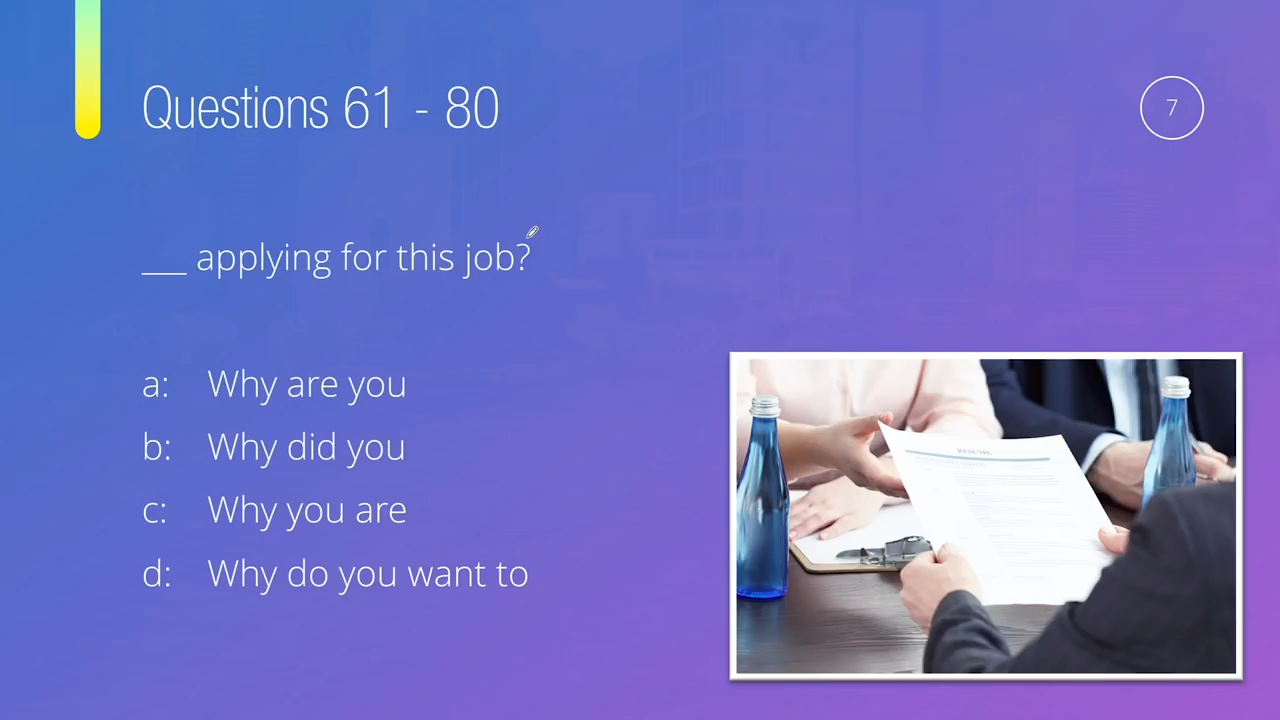 Questions 61 - 80
7
___ applying for this job?
a: Why are you
b: Why did you
c: Why you are
d: Why do you want to
RESUME